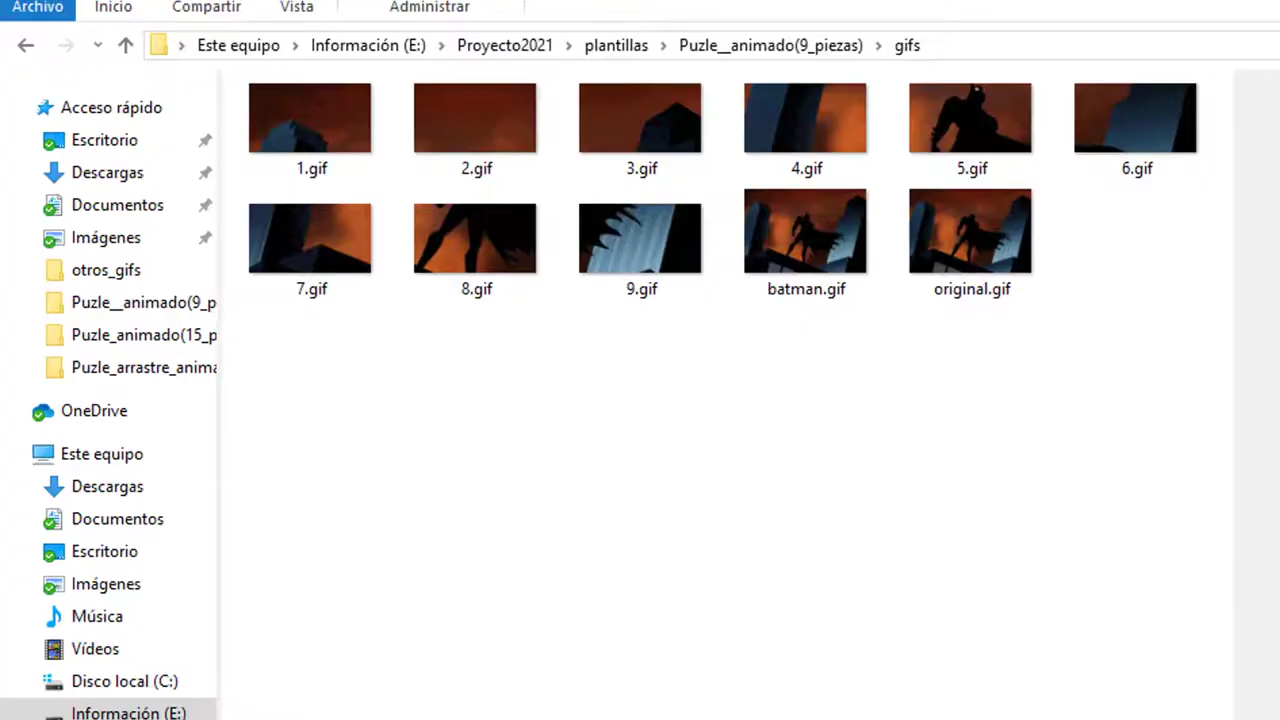 Archivo Inicio Compartir Vista Administrar
Este equipo Información (E:) Proyecto2021 plantillas Puzle__animado(9_piezas) gifs
Acceso rápido
Escritorio
Descargas
Documentos
Imágenes
otros_gifs
Puzle__animado(9_p
Puzle_animado(15_p
Puzle_arrastre_anima
OneDrive
Este equipo
Descargas
Documentos
Escritorio
Imágenes
Música
Vídeos
Disco local (C:)
Información (E:)
1.gif 2.gif 3.gif 4.gif 5.gif 6.gif
7.gif 8.gif 9.gif batman.gif original.gif